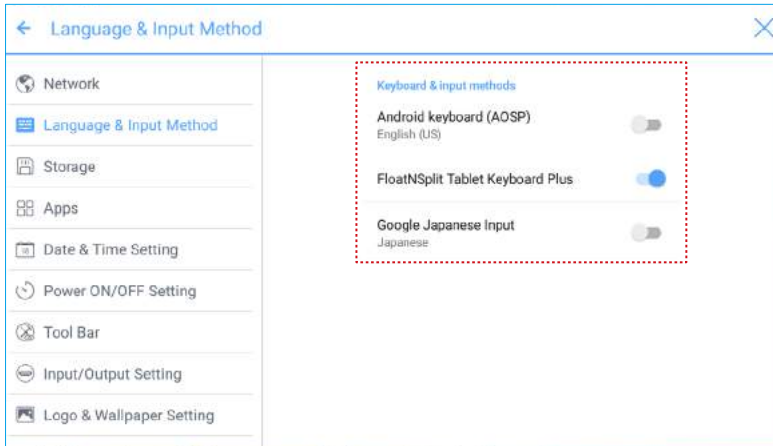 Language & Input Method
Network
Language & Input Method
Storage
Apps
Date & Time Setting
Power ON/OFF Setting
Tool Bar
Input/Output Setting
Logo & Wallpaper Setting
Keyboard & input methods
Android keyboard (AOSP)
English (US)
FloatNSplit Tablet Keyboard Plus
Google Japanese Input
Japanese